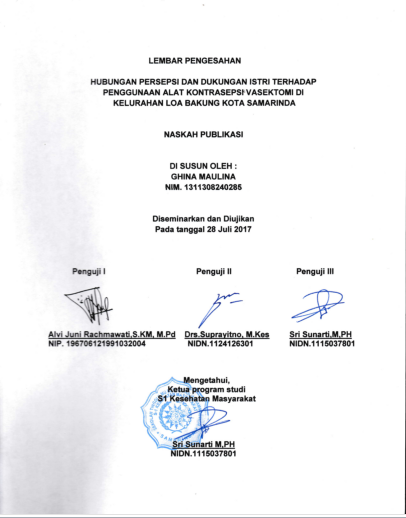 LEMBAR PENGESAHAN
HUBUNGAN PERSEPSI DAN DUKUNGAN ISTRI TERHADAP
PENGGUNAAN ALAT KONTRASEPSI VASEKTOMI DI
KELURAHAN LOA BAKUNG KOTA SAMARINDA
NASKAH PUBLIKASI
DI SUSUN OLEH :
GHINA MAULINA
NIM. 1311308240285
Diseminarkan dan Diujikan
Pada tanggal 28 Juli 2017
Penguji I
Alvi Juni Rachmawati,S.KM, M.Pd
NIP. 196706121991032004
Penguji II
Drs.Suprayitno, M.Kes
NIDN.1124126301
Penguji III
Sri Sunarti,M,PH
NIDN.1115037801
Mengetahui,
Ketua program studi
S1 Kesehatan Masyarakat
Sri Sunarti M,PH
NIDN.1115037801